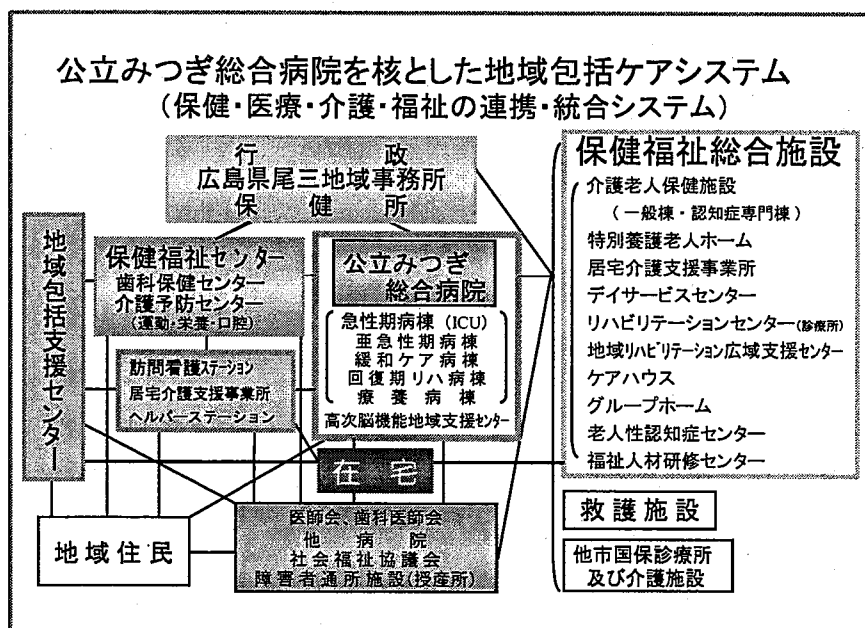 公立みつぎ総合病院を核とした地域包括ケアシステム
（保健・医療・介護・福祉の連携・統合システム）
行政
広島県尾三地域事務所
保健所
地域包括支援センター
保健福祉センター
歯科保健センター
介護予防センター
（運動・栄養・口腔）
公立みつぎ
総合病院
急性期病棟（ICU）
亜急性期病棟
緩和ケア病棟
回復期リハ病棟
療養病棟
高次脳機能地域支援センター
訪問看護ステーション
居宅介護支援事業所
ヘルパーステーション
在宅
地域住民
医師会、歯科医師会
他病院
社会福祉協議会
障害者通所施設（授産所）
保健福祉総合施設
介護老人保健施設
（一般棟・認知症専門棟）
特別養護老人ホーム
居宅介護支援事業所
デイサービスセンター
リハビリテーションセンター（診療所）
地域リハビリテーション広域支援センター
ケアハウス
グループホーム
老人性認知症センター
福祉人材研修センター
救護施設
他市国保診療所
及び介護施設